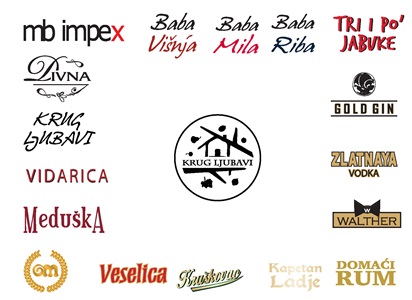 mb impex
Baba
Višnja
Baba
Mila
Baba
Riba
TRI I PO'
JABUKE
DIVNA
KRUG
LJUBAVI
VIDARICA
MeduškA
KRUG LJUBAVI
GOLD GIN
ZLATNAYA
VODKA
WALTHER
Veselica
Kruškovno
Kapetan
Ladje
DOMAĆI
RUM